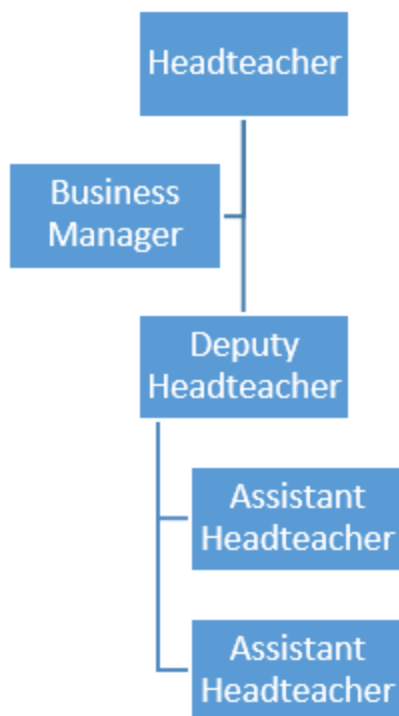 Headteacher
Business
Manager
Deputy
Headteacher
Assistant
Headteacher
Assistant
Headteacher